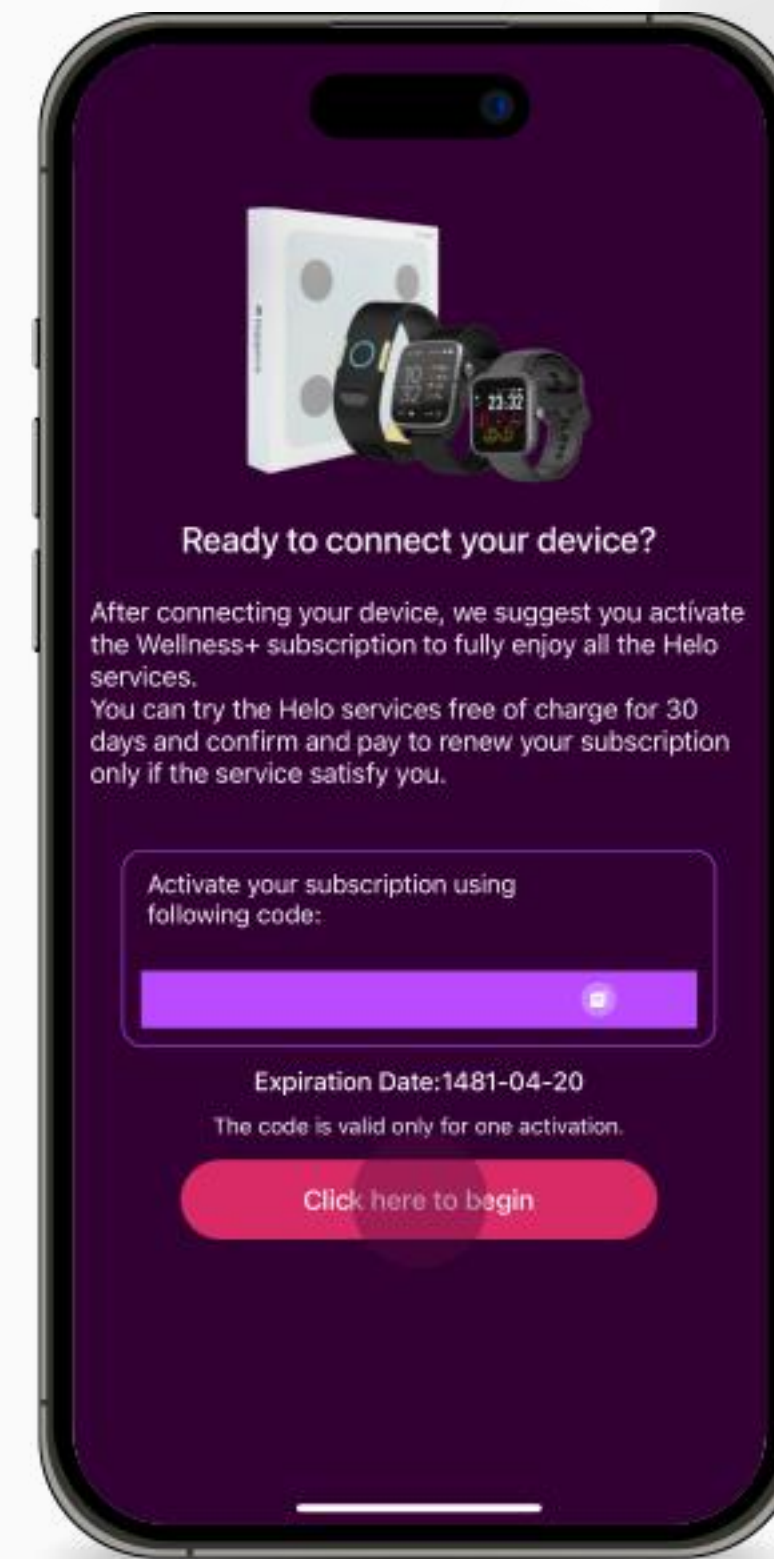 23:32
Ready to connect your device?
After connecting your device, we suggest you activate
the Wellness+ subscription to fully enjoy all the Helo
services.
You can try the Helo services free of charge for 30
days and confirm and pay to renew your subscription
only if the service satisfy you.
Activate your subscription using
following code:
Expiration Date:1481-04-20
The code is valid only for one activation.
Click here to begin